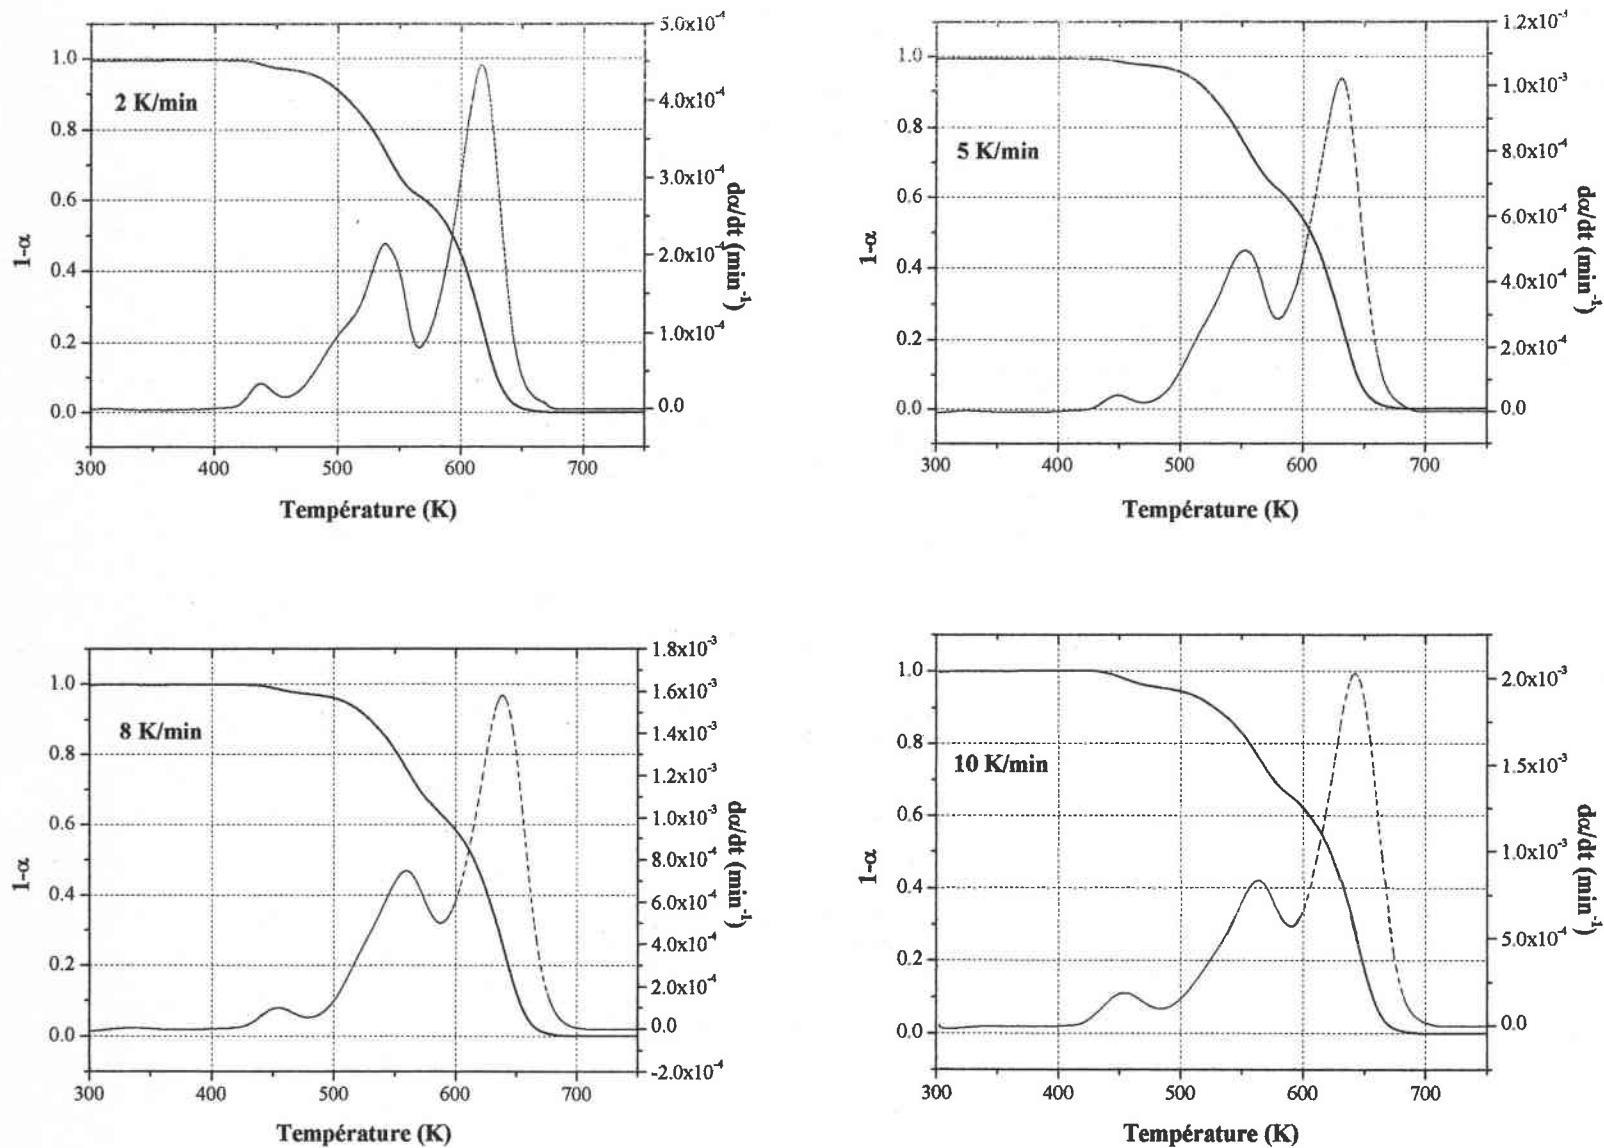 5.0x10⁻⁴
1.0
4.0x10⁻⁴
2 K/min
0.8
3.0x10⁻⁴
0.6
1-α
2.0x10⁻⁴
dα/dt (min⁻¹)
0.4
1.0x10⁻⁴
0.2
0.0
0.0
300 400 500 600 700
Température (K)
1.2x10⁻³
1.0
1.0x10⁻³
0.8
5 K/min
8.0x10⁻⁴
0.6
6.0x10⁻⁴
1-α
dα/dt (min⁻¹)
0.4
4.0x10⁻⁴
0.2
2.0x10⁻⁴
0.0
0.0
300 400 500 600 700
Température (K)
1.8x10⁻³
1.0
1.6x10⁻³
8 K/min
1.4x10⁻³
0.8
1.2x10⁻³
1.0x10⁻³
0.6
8.0x10⁻⁴
1-α
dα/dt (min⁻¹)
0.4
6.0x10⁻⁴
4.0x10⁻⁴
0.2
2.0x10⁻⁴
0.0
0.0
-2.0x10⁻⁴
300 400 500 600 700
Température (K)
1.0
2.0x10⁻³
0.8
10 K/min
1.5x10⁻³
0.6
1.0x10⁻³
1-α
dα/dt (min⁻¹)
0.4
5.0x10⁻⁴
0.2
0.0
0.0
300 400 500 600 700
Température (K)